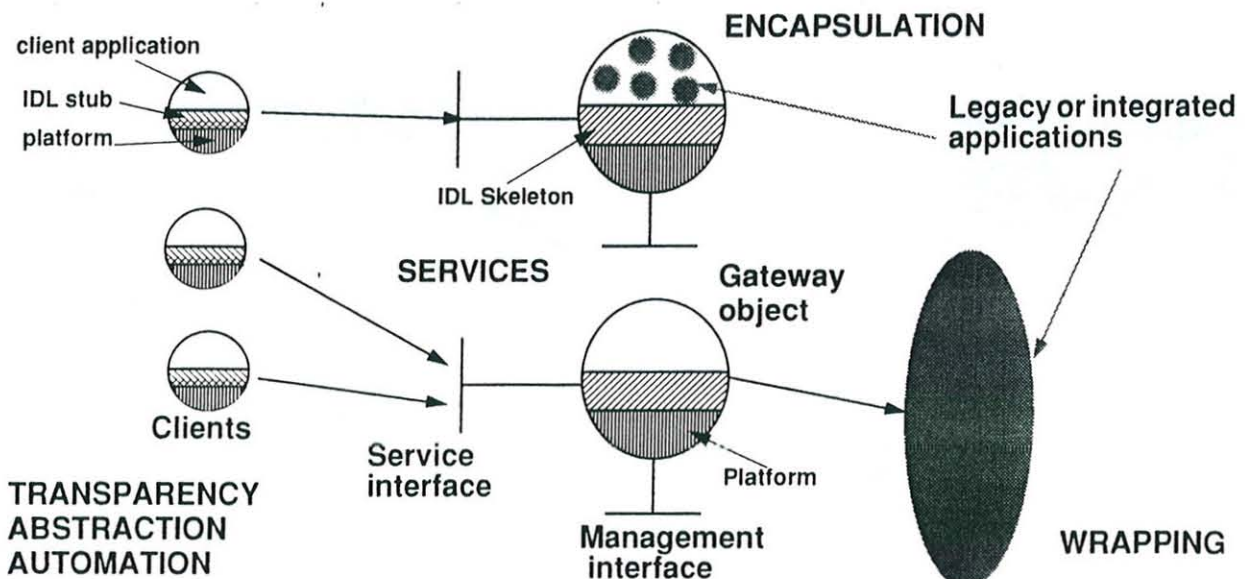 ENCAPSULATION
client application
IDL stub
platform
Legacy or integrated
applications
IDL Skeleton
SERVICES
Gateway
object
Clients
Service
interface
Platform
Management
interface
TRANSPARENCY
ABSTRACTION
AUTOMATION
WRAPPING